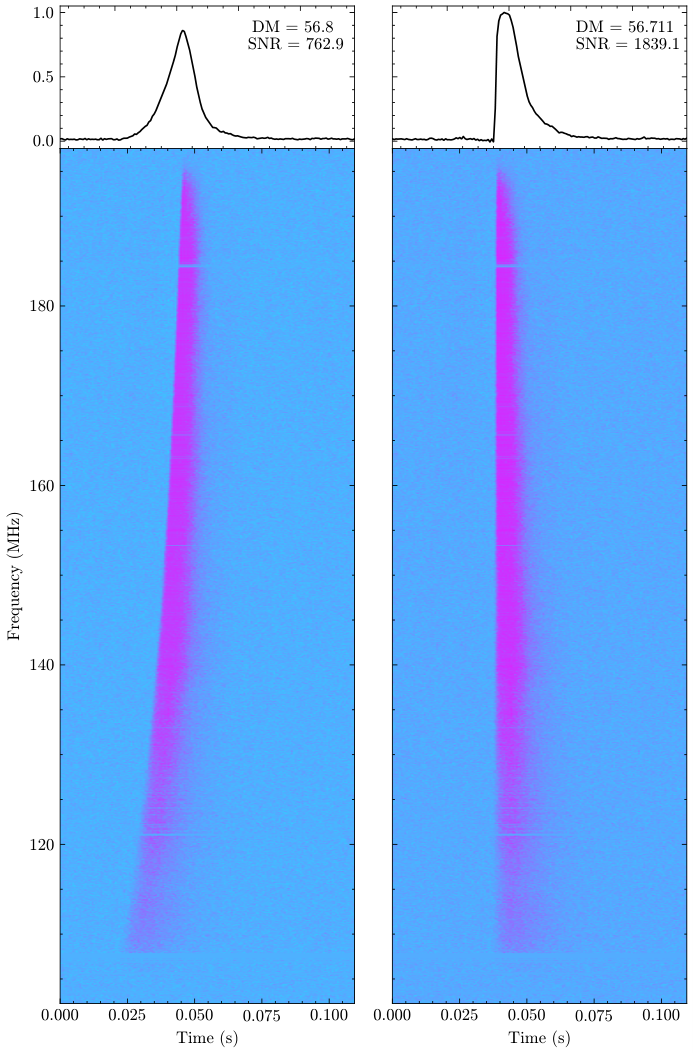 1.0
0.5
0.0
DM = 56.8
SNR = 762.9
DM = 56.711
SNR = 1839.1
180
160
140
120
Frequency (MHz)
0.000 0.025 0.050 0.075 0.100
Time (s)
0.000 0.025 0.050 0.075 0.100
Time (s)